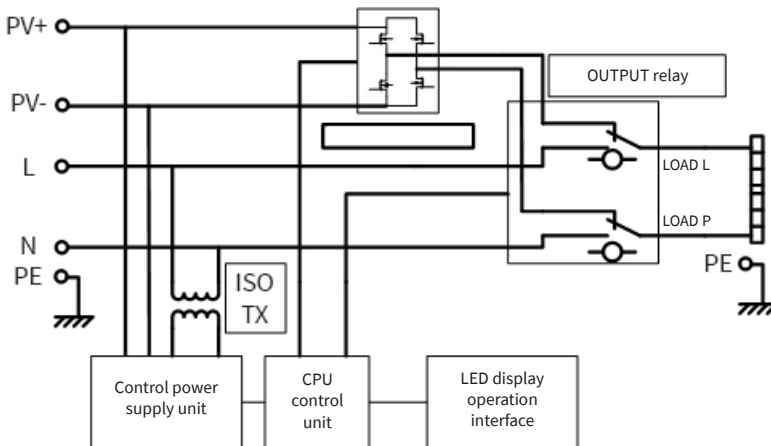 PV+
OUTPUT relay
PV-
L
LOAD L
N
LOAD P
PE
PE
ISO
TX
Control power
supply unit
CPU
control
unit
LED display
operation
interface